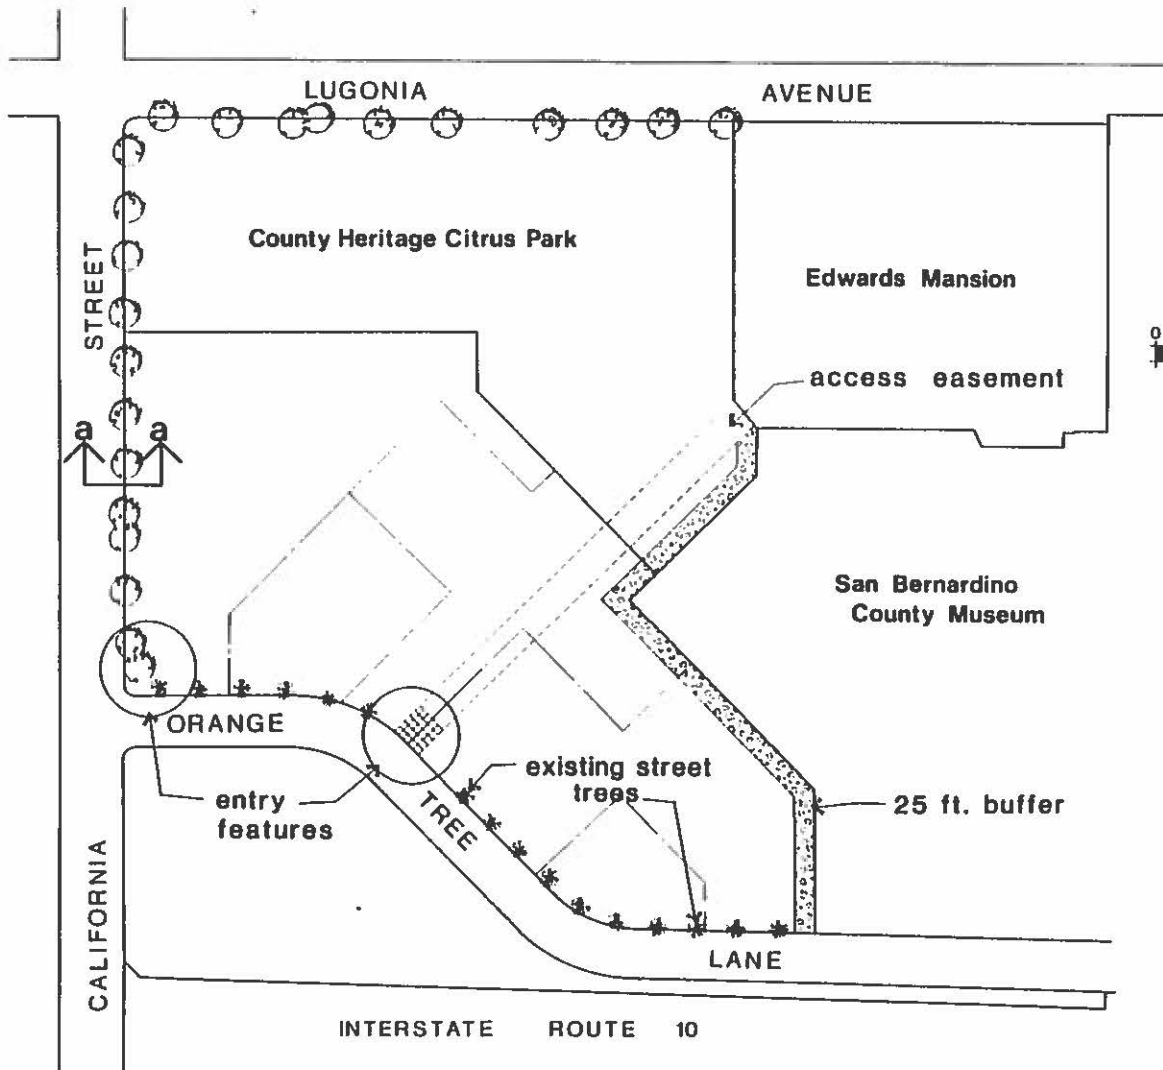 LUGONIA AVENUE
County Heritage Citrus Park
Edwards Mansion
STREET
0
access easement
a a
San Bernardino
County Museum
ORANGE
existing street
trees
entry
features
TREE
25 ft. buffer
CALIFORNIA
LANE
INTERSTATE ROUTE 10